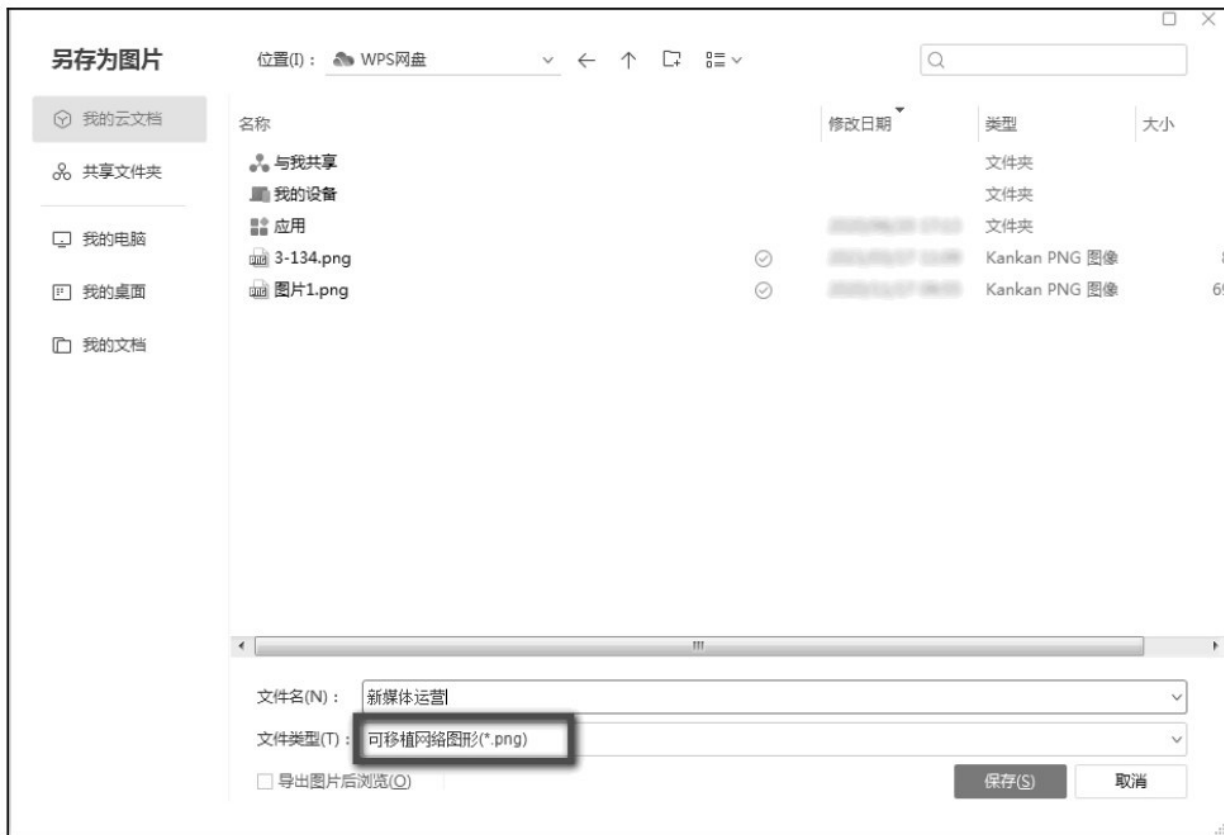 另存为图片
位置(I)： WPS网盘
我的云文档
共享文件夹
我的电脑
我的桌面
我的文档
名称 修改日期 类型 大小
与我共享 文件夹
我的设备 文件夹
应用 文件夹
3-134.png Kankan PNG 图像
图片1.png Kankan PNG 图像
文件名(N)： 新媒体运营
文件类型(T)： 可移植网络图形(*.png)
导出图片后浏览(O)
保存(S) 取消